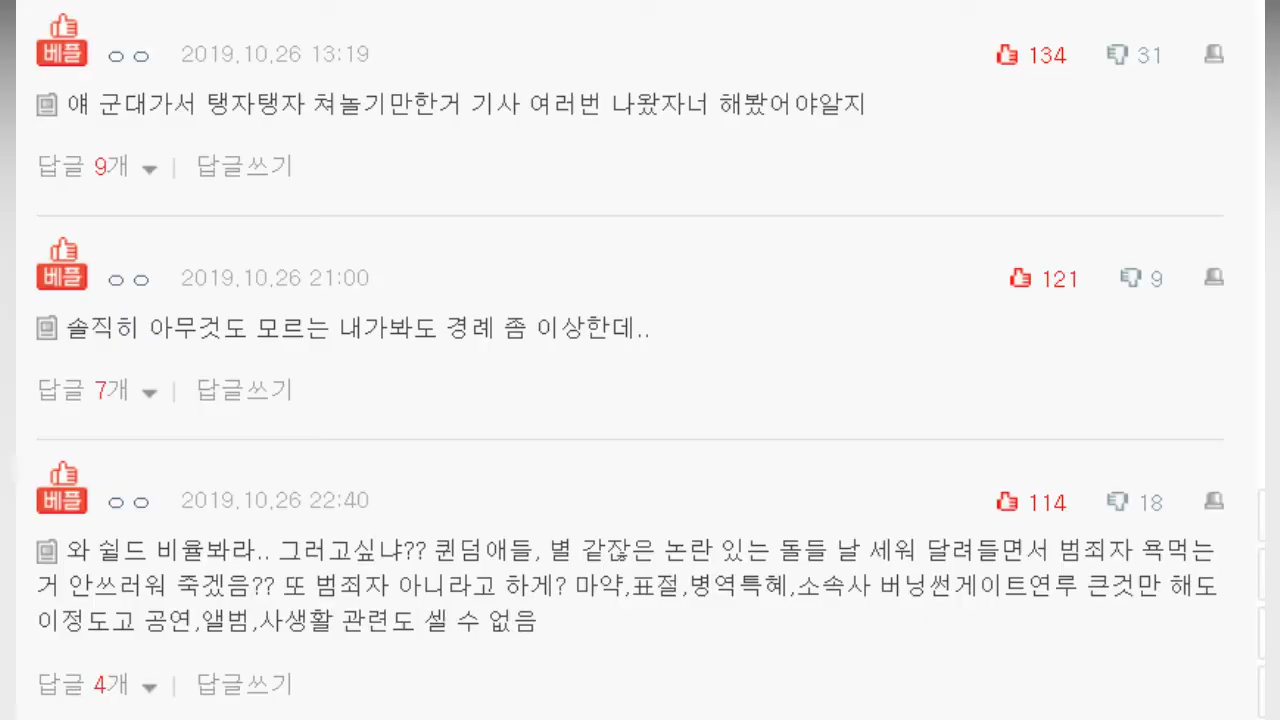 베플 ㅇㅇ 2019.10.26 13:19 134 31
얘 군대가서 탱자탱자 쳐놀기만한거 기사 여러번 나왔자너 해봤어야알지
답글 9개 | 답글쓰기
베플 ㅇㅇ 2019.10.26 21:00 121 9
솔직히 아무것도 모르는 내가봐도 경례 좀 이상한데..
답글 7개 | 답글쓰기
베플 ㅇㅇ 2019.10.26 22:40 114 18
와 쉴드 비율봐라.. 그러고싶냐?? 퀸덤애들, 별 같잖은 논란 있는 돌들 날 세워 달려들면서 범죄자 욕먹는
거 안쓰러워 죽겠음?? 또 범죄자 아니라고 하게? 마약,표절,병역특혜,소속사 버닝썬게이트연루 큰것만 해도
이정도고 공연,앨범,사생활 관련도 셀 수 없음
답글 4개 | 답글쓰기